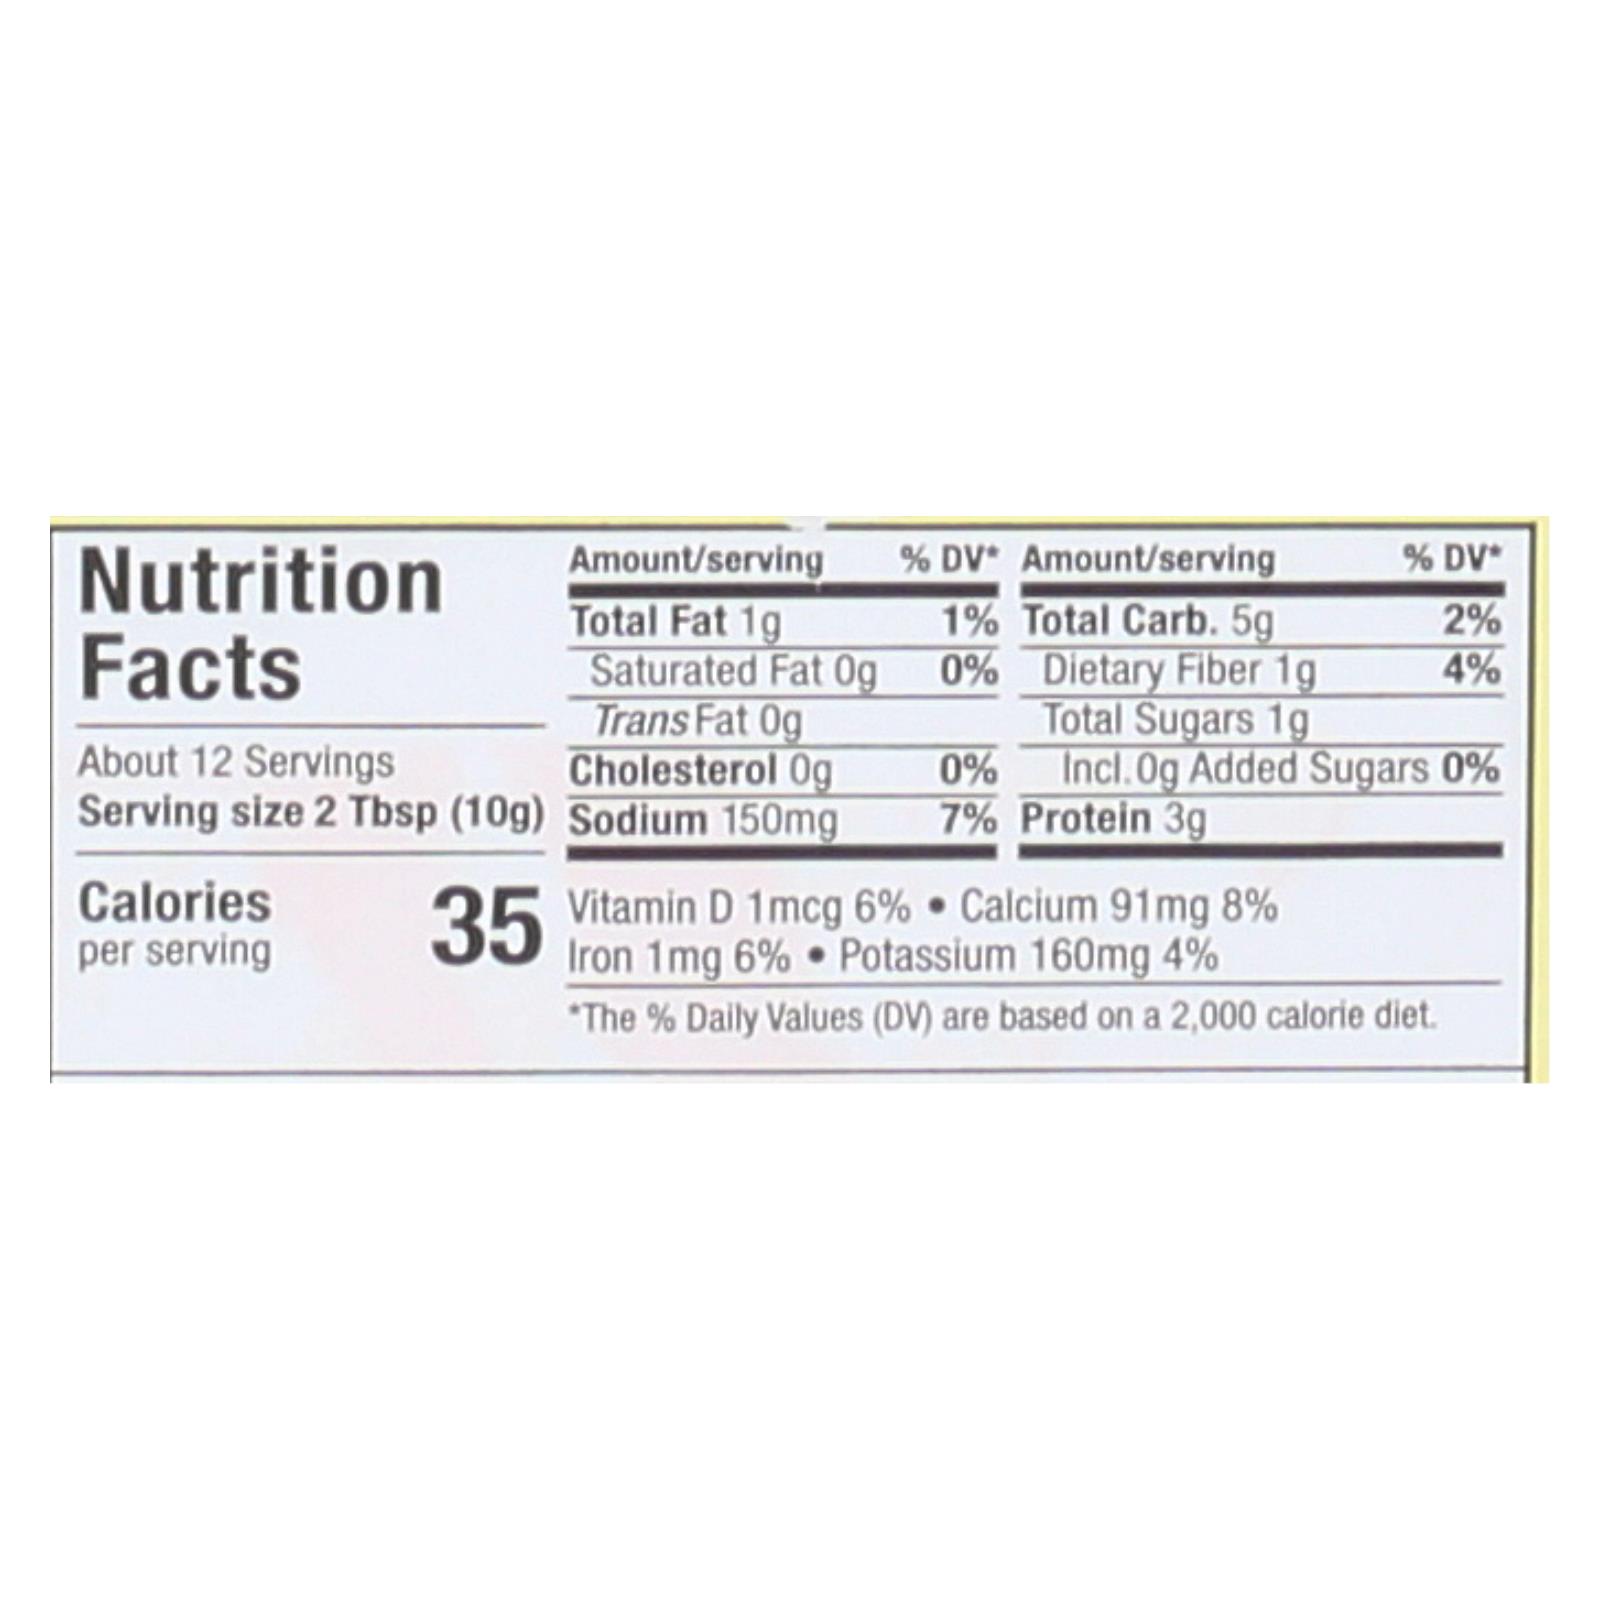 Nutrition
Facts
About 12 Servings
Serving size 2 Tbsp (10g)
Calories 35
per serving
Amount/serving % DV*
Total Fat 1g 1%
Saturated Fat 0g 0%
Trans Fat 0g
Cholesterol 0g 0%
Sodium 150mg 7%
Amount/serving % DV*
Total Carb. 5g 2%
Dietary Fiber 1g 4%
Total Sugars 1g
Incl. 0g Added Sugars 0%
Protein 3g
Vitamin D 1mcg 6% • Calcium 91mg 8%
Iron 1mg 6% • Potassium 160mg 4%
*The % Daily Values (DV) are based on a 2,000 calorie diet.